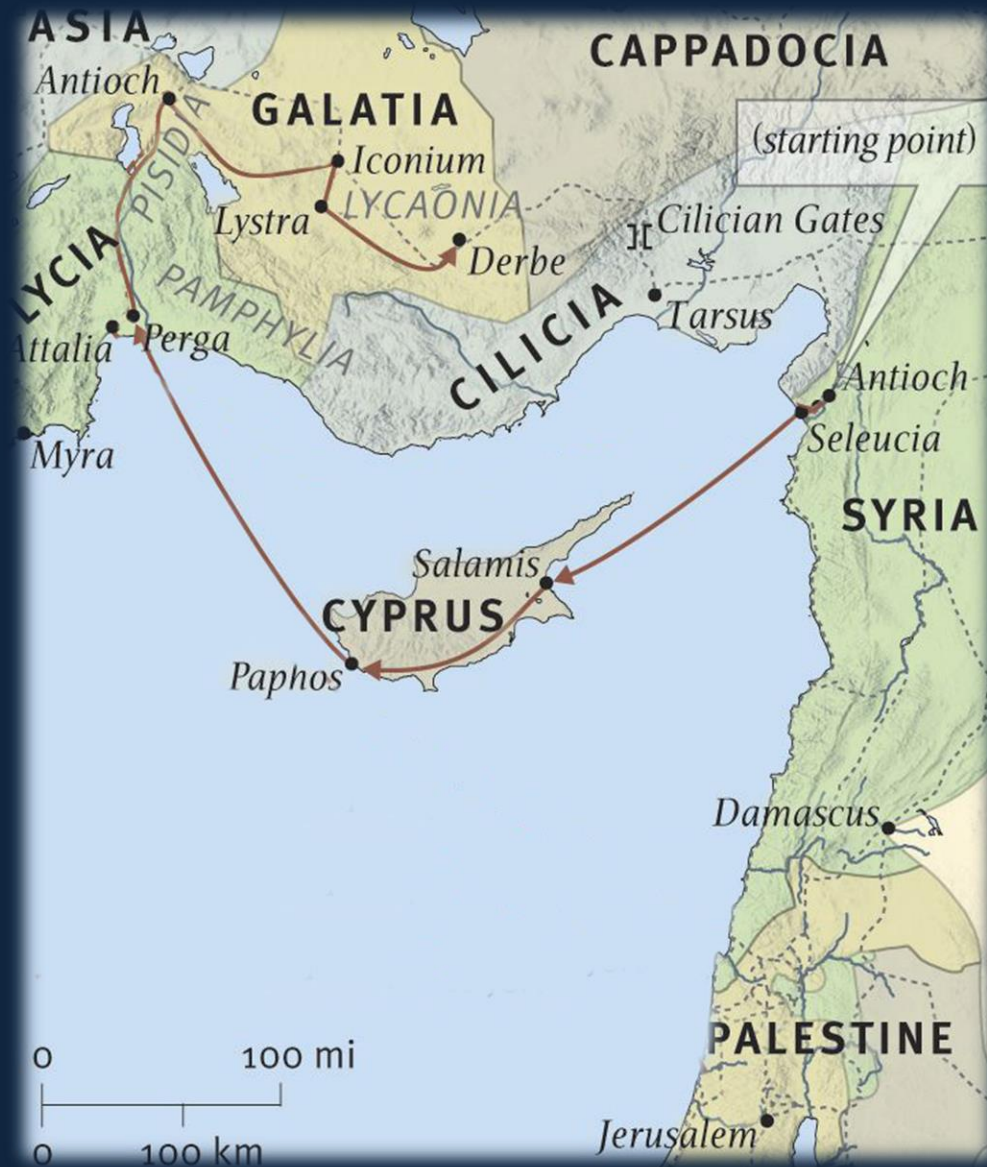 ASIA
CAPPADOCIA
Antioch
GALATIA
(starting point)
PISIDIA
Iconium
LYCAŌNIA
Lystra
Cilician Gates
Derbe
LYCIA
PAMPHYLIA
CILICIA
Tarsus
Attalia
Perga
Antioch
Seleucia
Myra
SYRIA
Salamis
CYPRUS
Paphos
Damascus
PALESTINE
0 100 mi
0 100 km
Jerusalem